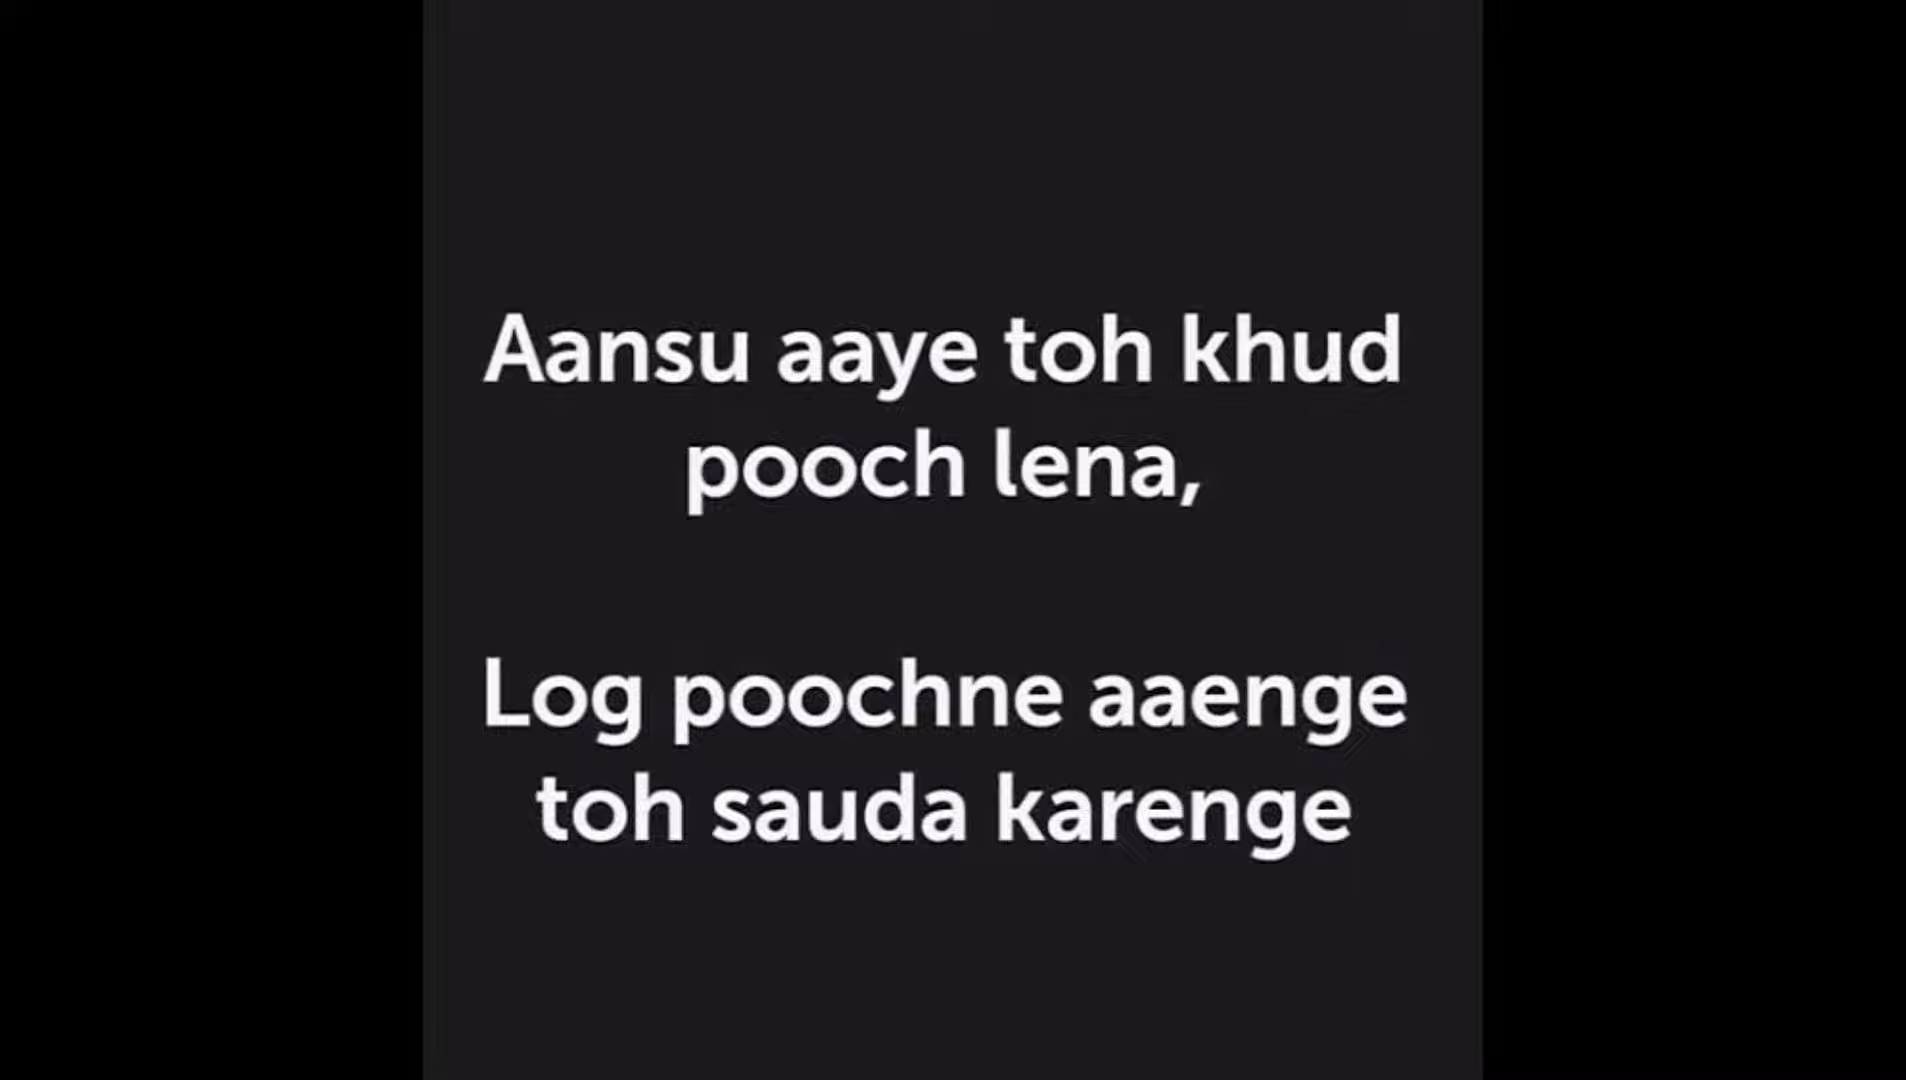 Aansu aaye toh khud
pooch lena,
Log poochne aaenge
toh sauda karenge